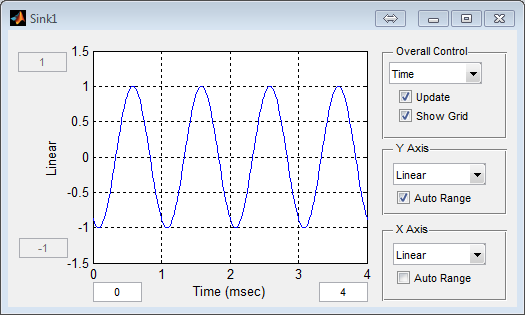 Sink1
1
1.5
1
0.5
0
-0.5
-1
-1.5
-1
Linear
0
1
2
3
4
0
Time (msec)
4
Overall Control
Time
Update
Show Grid
Y Axis
Linear
Auto Range
X Axis
Linear
Auto Range